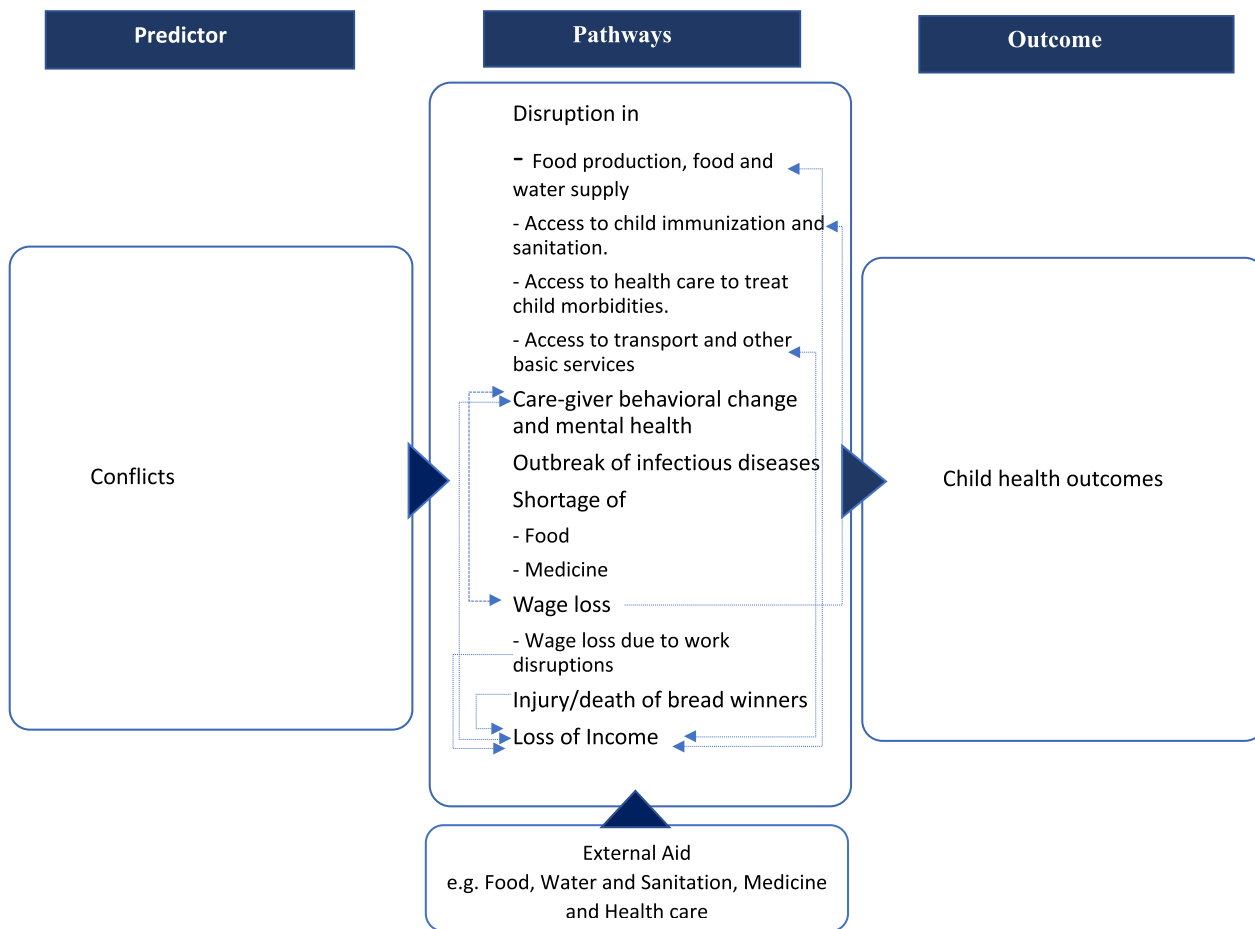 Predictor
Pathways
Outcome
Disruption in
- Food production, food and
water supply
- Access to child immunization and
sanitation.
- Access to health care to treat
child morbidities.
- Access to transport and other
basic services
Care-giver behavioral change
and mental health
Outbreak of infectious diseases
Shortage of
- Food
- Medicine
Wage loss
- Wage loss due to work
disruptions
Injury/death of bread winners
Loss of Income
Conflicts
Child health outcomes
External Aid
e.g. Food, Water and Sanitation, Medicine
and Health care